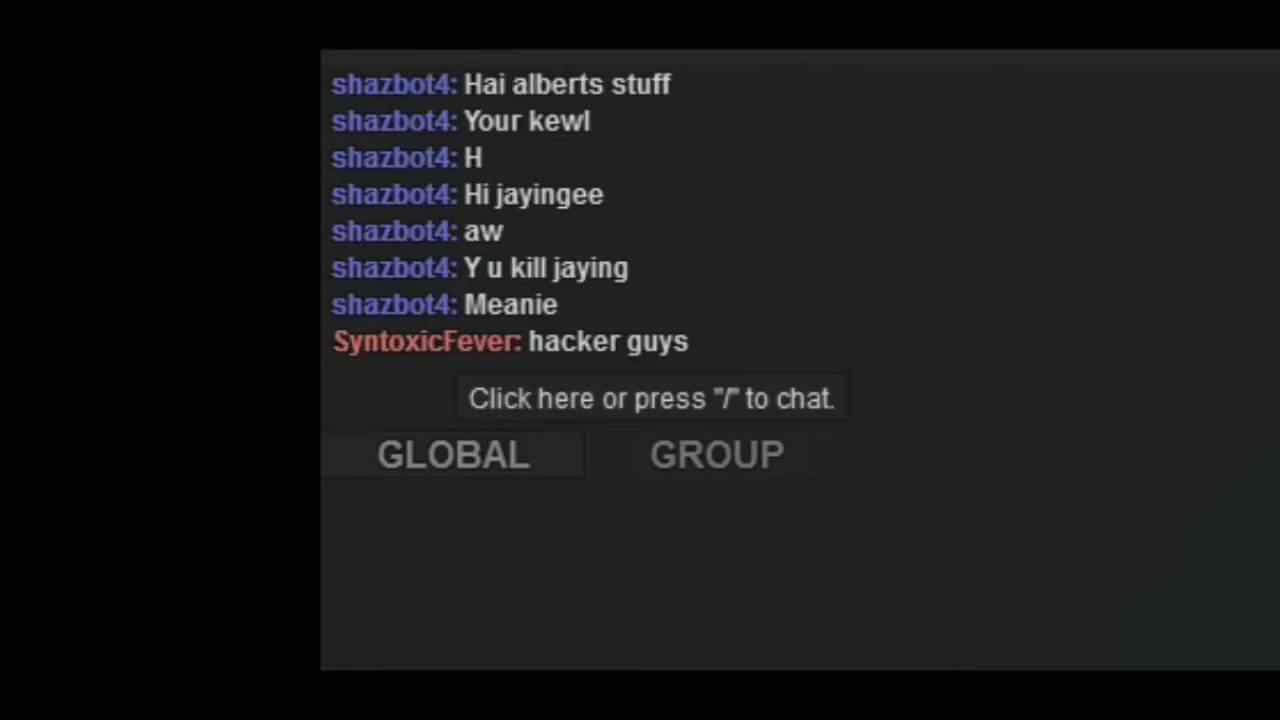 shazbot4: Hai alberts stuff
shazbot4: Your kewl
shazbot4: H
shazbot4: Hi jayingee
shazbot4: aw
shazbot4: Y u kill jaying
shazbot4: Meanie
SyntoxicFever: hacker guys
Click here or press "/" to chat.
GLOBAL GROUP